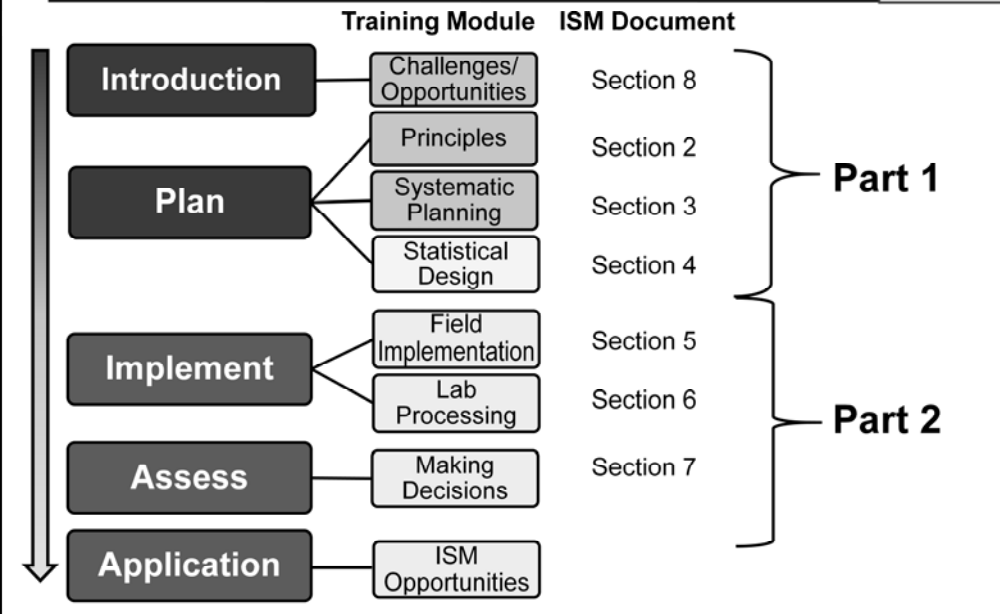 Training Module ISM Document
Introduction
Challenges/
Opportunities
Section 8
Principles
Section 2
Plan
Systematic
Planning
Section 3
Statistical
Design
Section 4
Part 1
Implement
Field
Implementation
Section 5
Lab
Processing
Section 6
Part 2
Assess
Making
Decisions
Section 7
Application
ISM
Opportunities